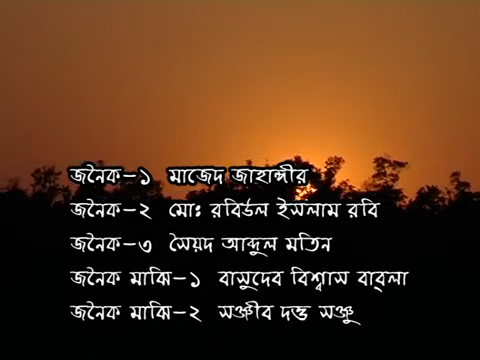 জনৈক-১ মাজেদ জাহাঙ্গীর
জনৈক-২ মোঃ রবিউল ইসলাম রবি
জনৈক-৩ সৈয়দ আব্দুল মতিন
জনৈক মাঝি-১ বাসুদেব বিশ্বাস বাব্‌লা
জনৈক মাঝি-২ সঞ্জীব দত্ত সঞ্জু